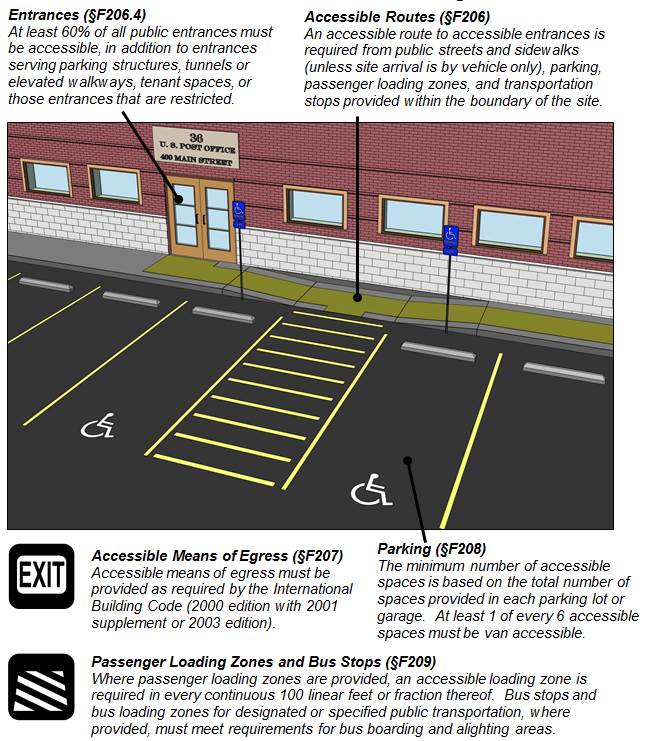 Entrances (§F206.4)
At least 60% of all public entrances must
be accessible, in addition to entrances
serving parking structures, tunnels or
elevated walkways, tenant spaces, or
those entrances that are restricted.
Accessible Routes (§F206)
An accessible route to accessible entrances is
required from public streets and sidewalks
(unless site arrival is by vehicle only), parking,
passenger loading zones, and transportation
stops provided within the boundary of the site.
36
U. S. POST OFFICE
400 MAIN STREET
EXIT
Accessible Means of Egress (§F207)
Accessible means of egress must be
provided as required by the International
Building Code (2000 edition with 2001
supplement or 2003 edition).
Parking (§F208)
The minimum number of accessible
spaces is based on the total number of
spaces provided in each parking lot or
garage.  At least 1 of every 6 accessible
spaces must be van accessible.
Passenger Loading Zones and Bus Stops (§F209)
Where passenger loading zones are provided, an accessible loading zone is
required in every continuous 100 linear feet or fraction thereof.  Bus stops and
bus loading zones for designated or specified public transportation, where
provided, must meet requirements for bus boarding and alighting areas.